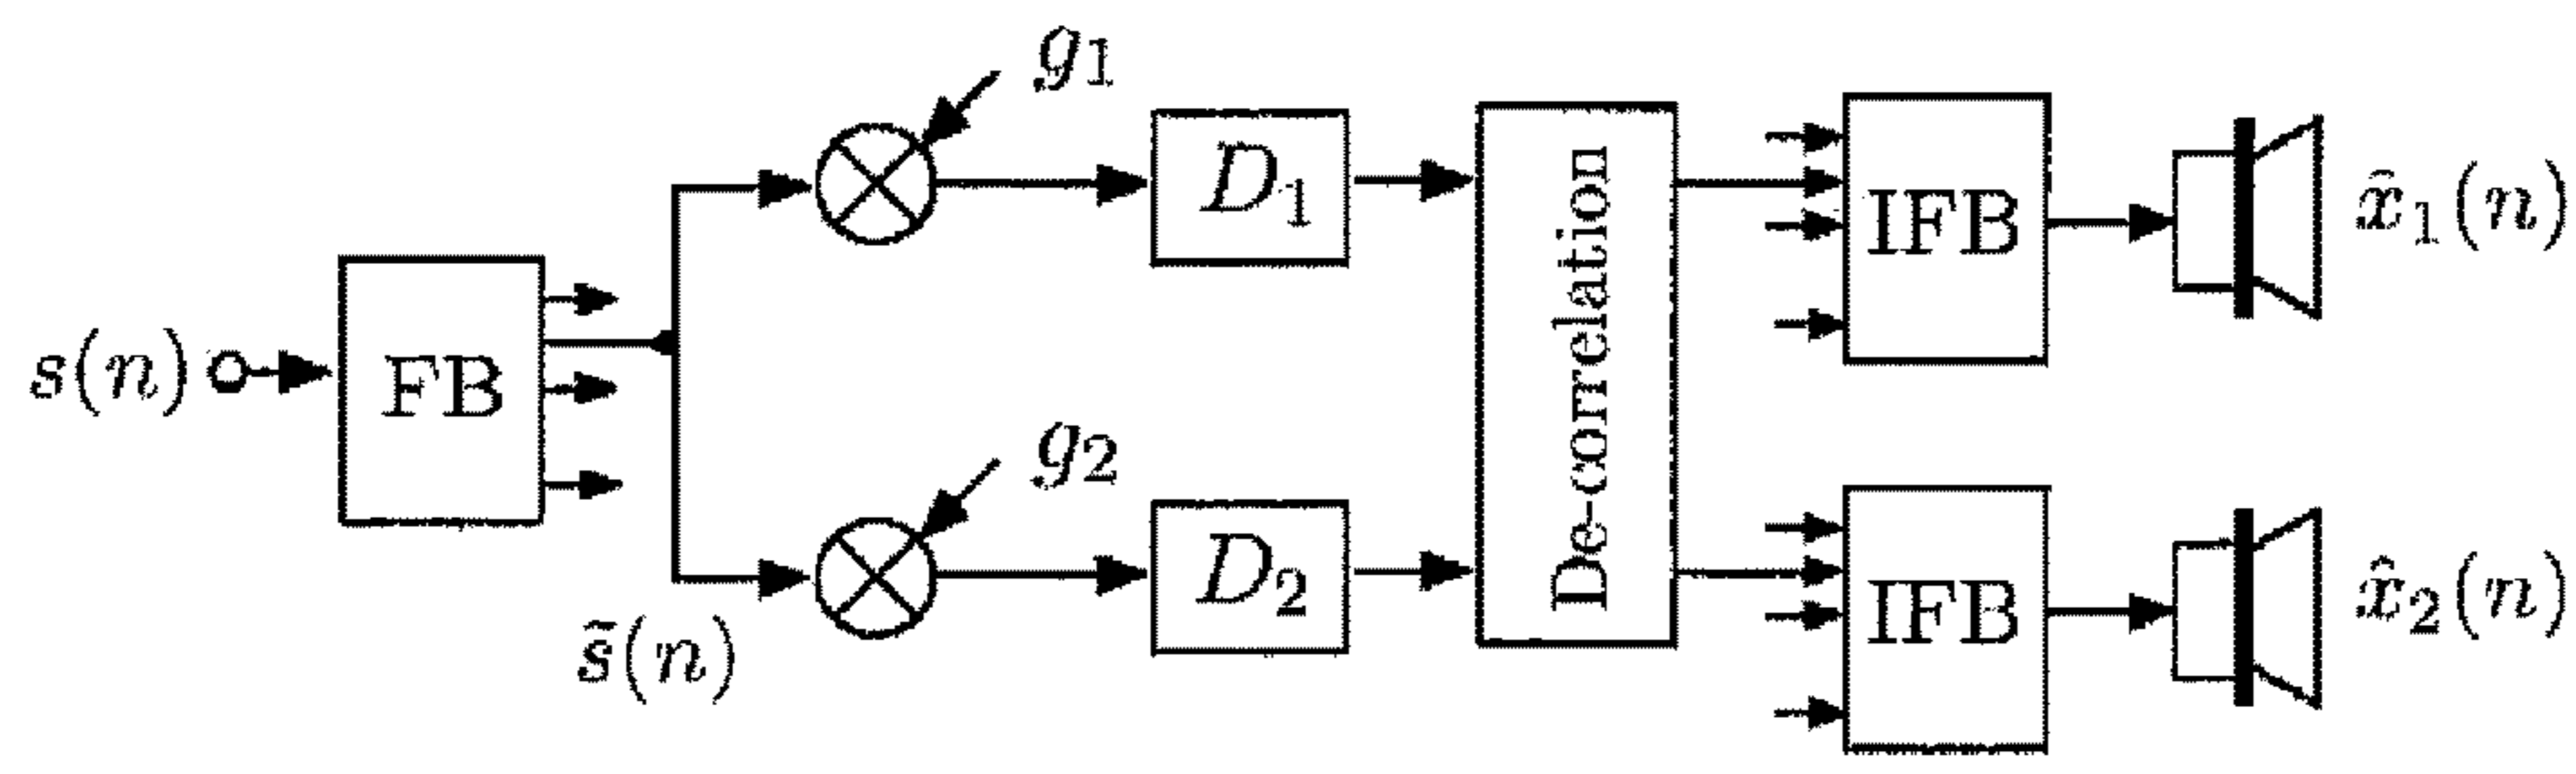 s(n)
FB
s̃(n)
g₁
g₂
D₁
D₂
De-correlation
IFB
IFB
x̂₁(n)
x̂₂(n)